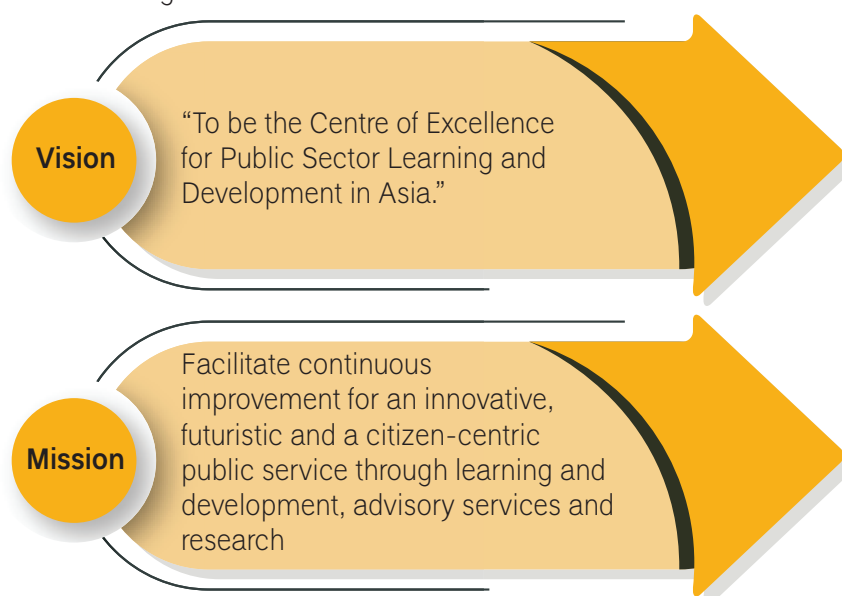 Vision
“To be the Centre of Excellence
for Public Sector Learning and
Development in Asia.”
Mission
Facilitate continuous
improvement for an innovative,
futuristic and a citizen-centric
public service through learning and
development, advisory services and
research